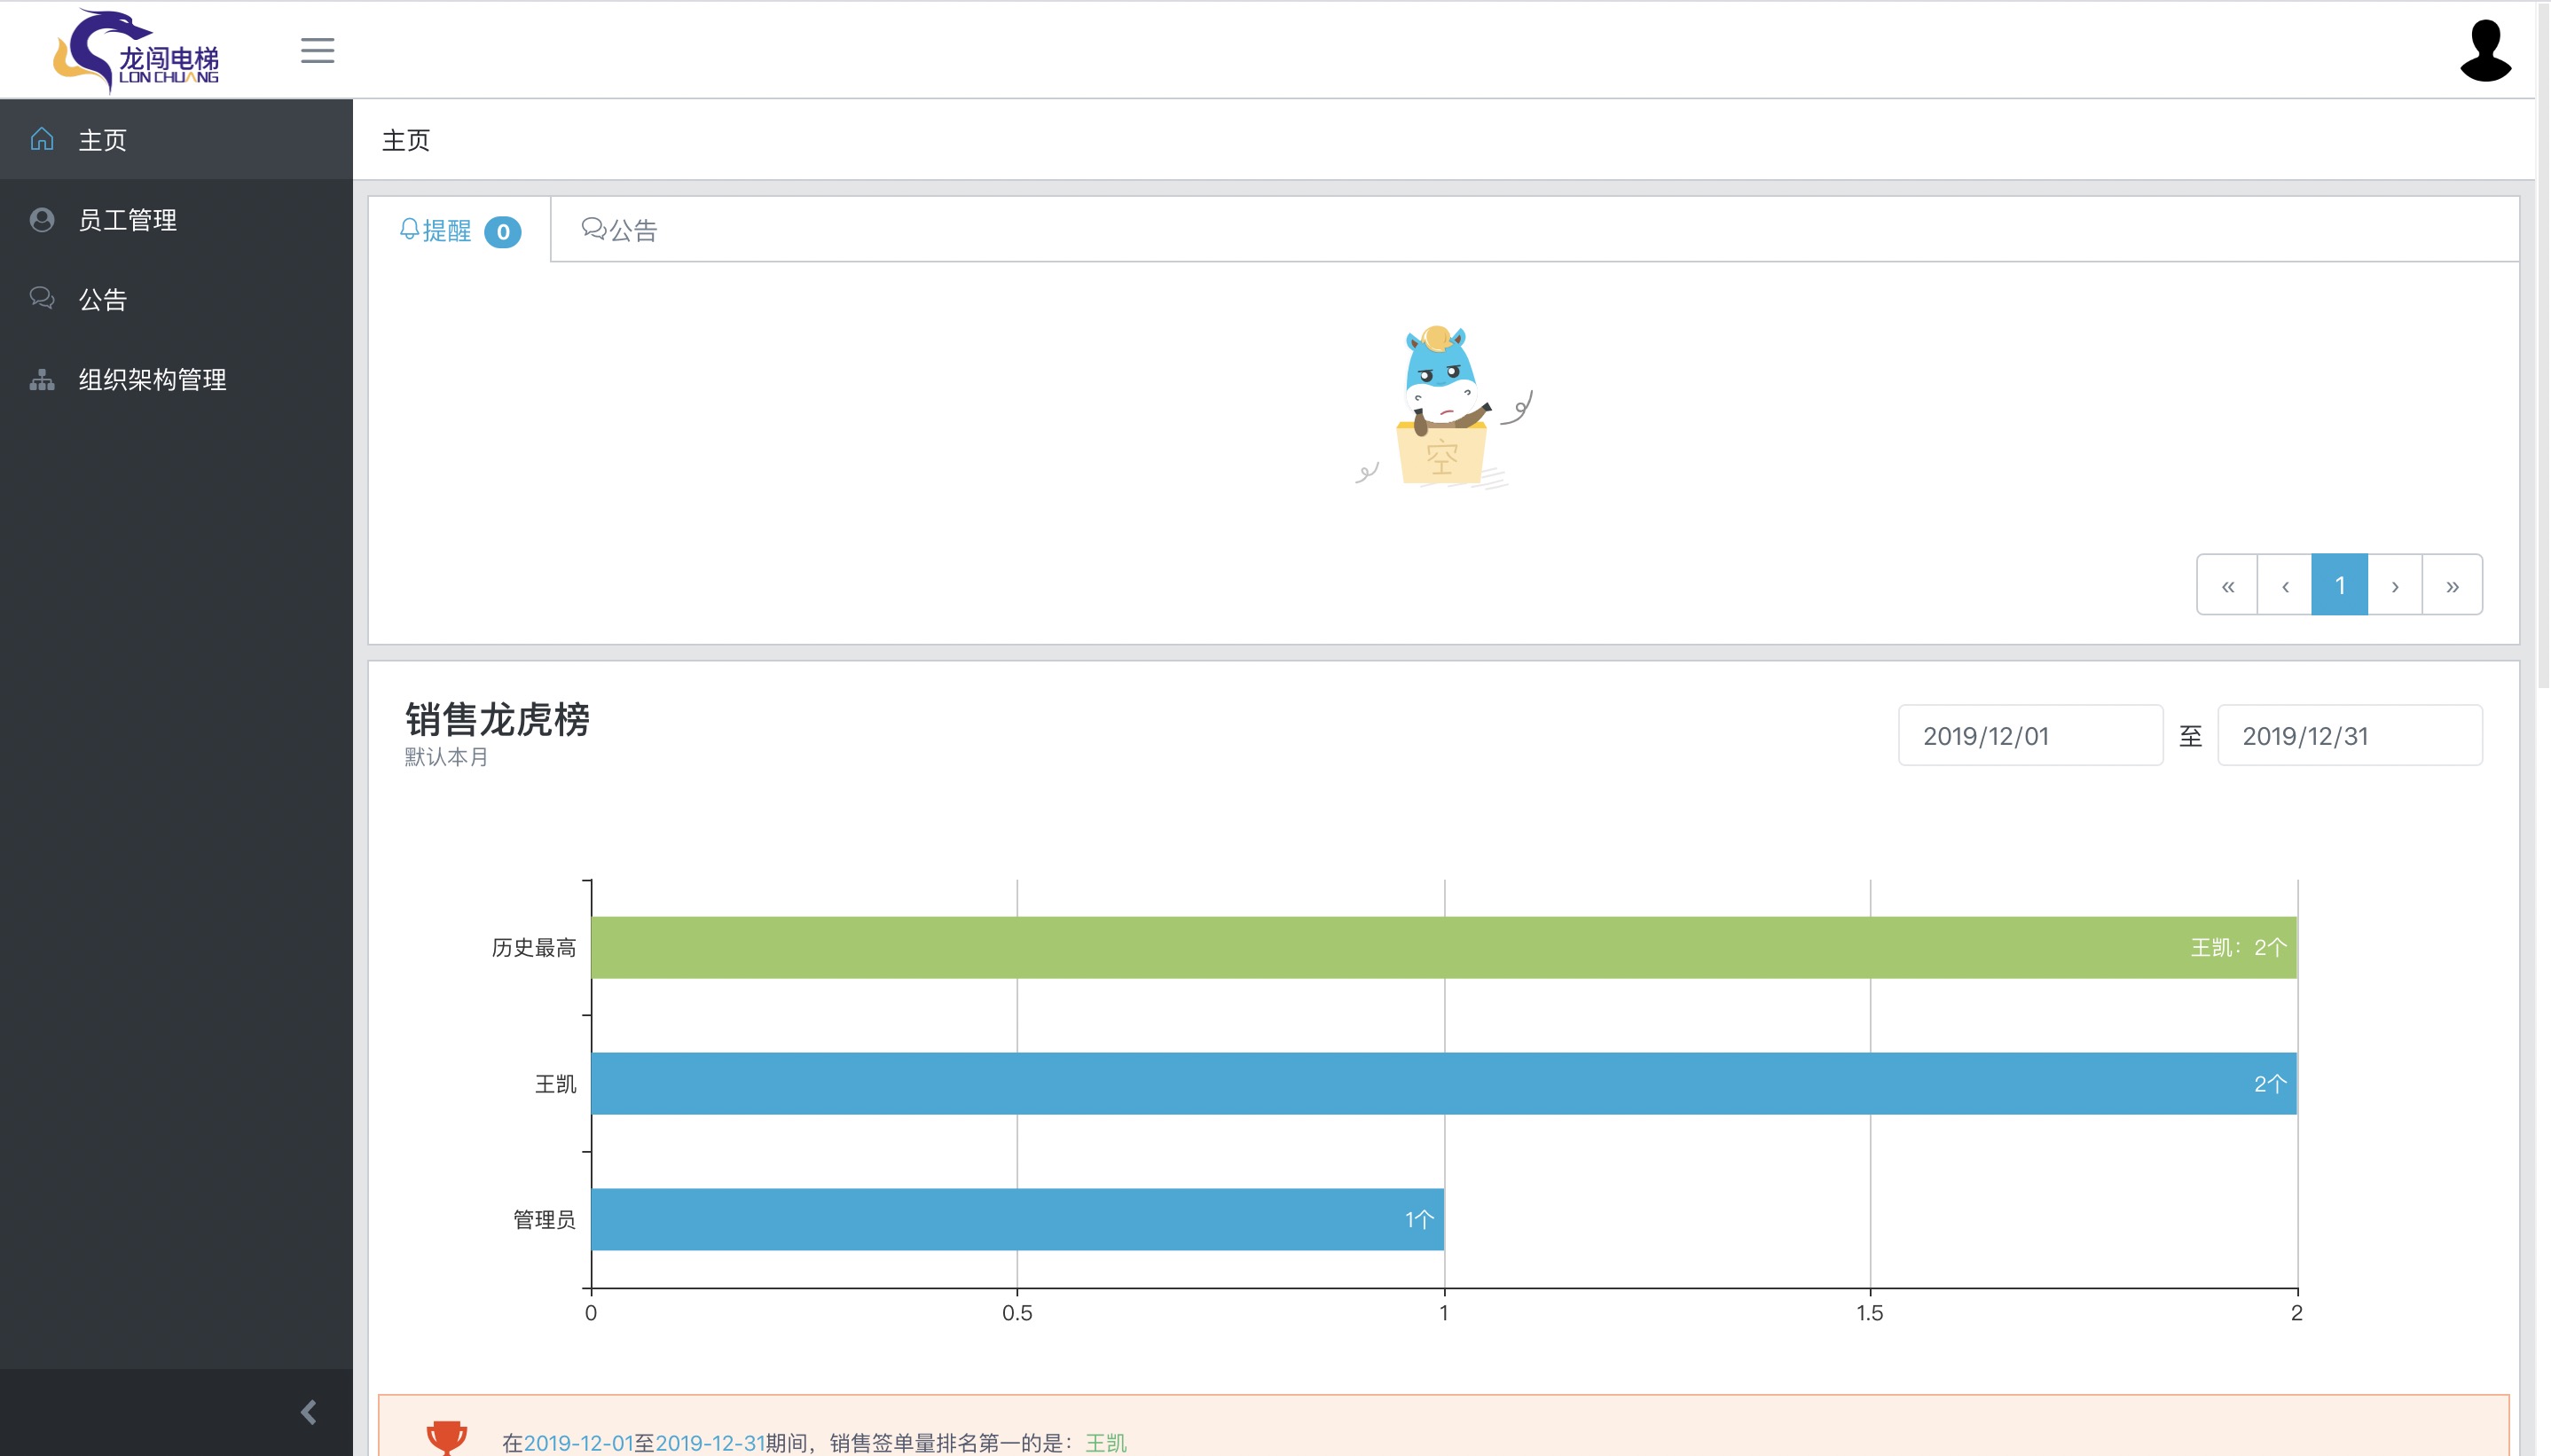 龙闯电梯
LON CHUANG
主页
员工管理
公告
组织架构管理
主页
提醒 0
公告
空
« ‹ 1 › »
销售龙虎榜
默认本月
2019/12/01 至 2019/12/31
历史最高 王凯：2个
王凯 2个
管理员 1个
0 0.5 1 1.5 2
在2019-12-01至2019-12-31期间，销售签单量排名第一的是：王凯